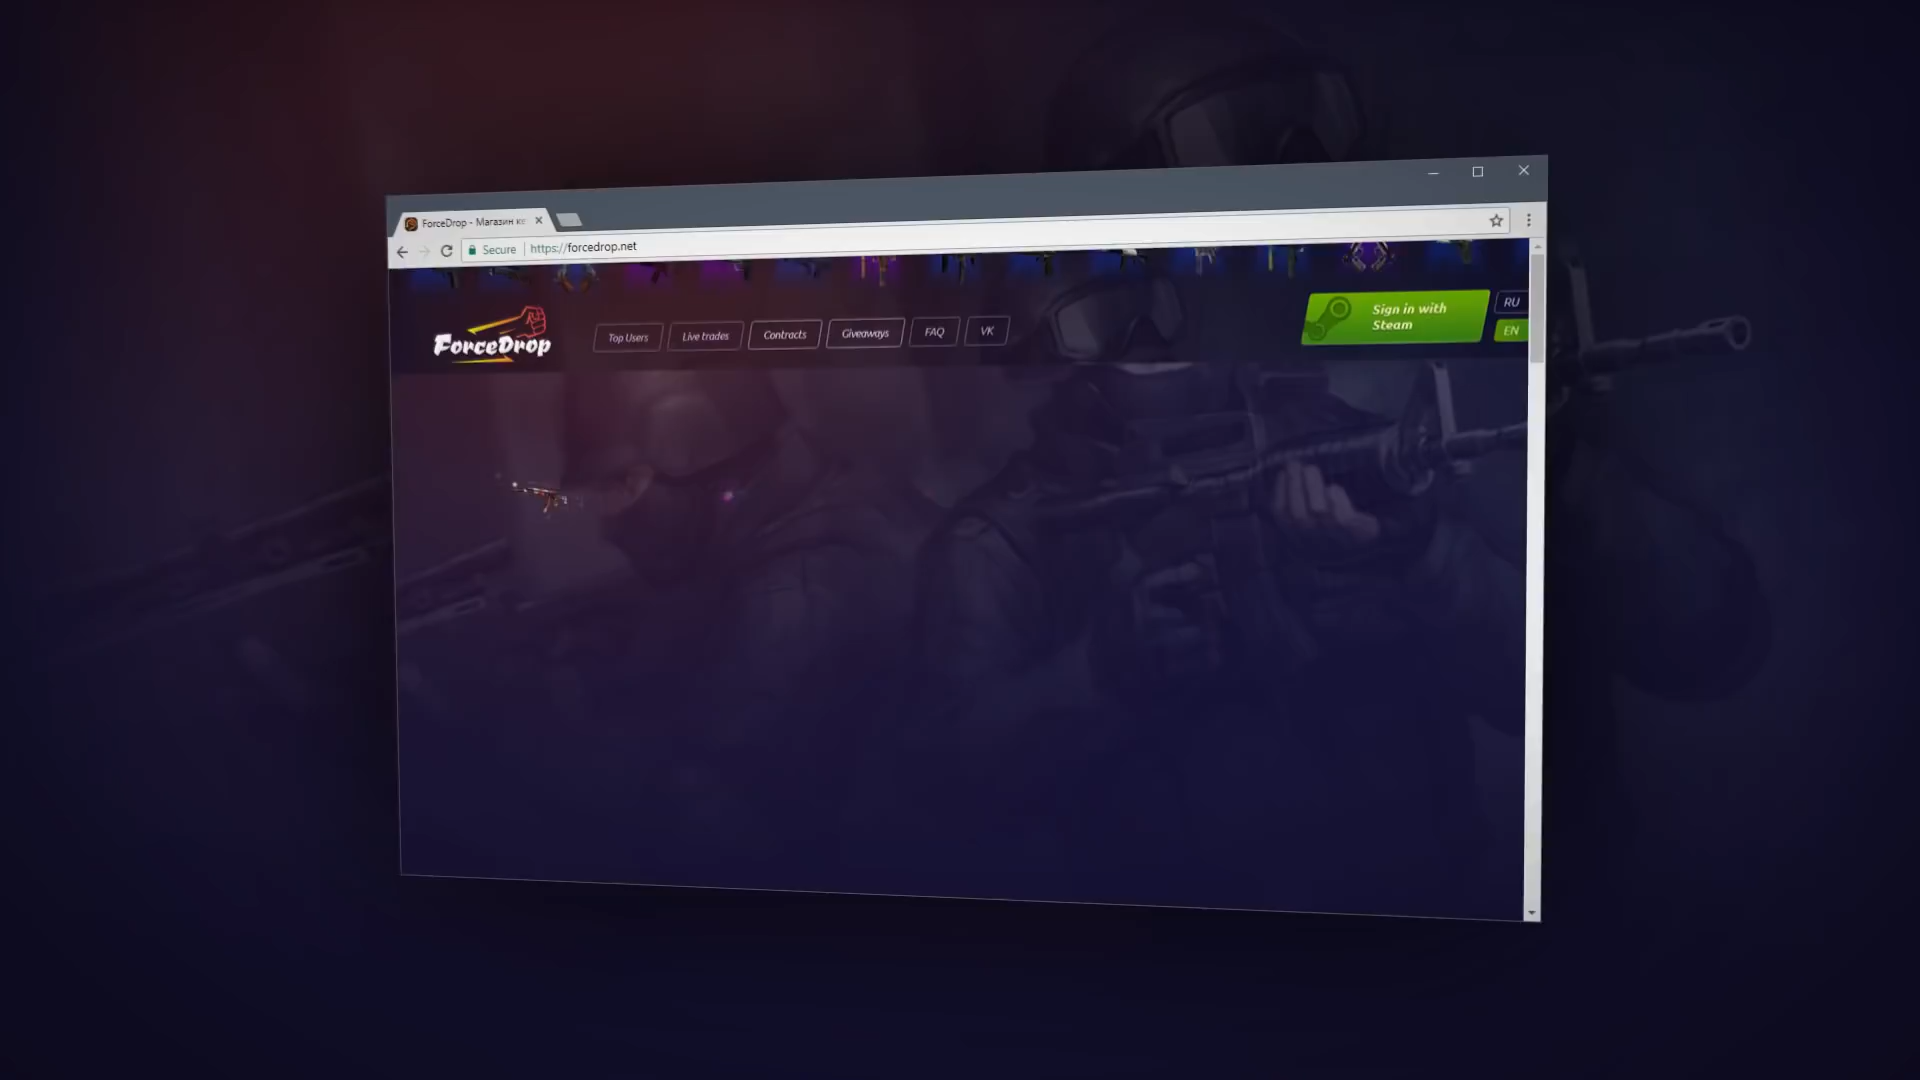 ForceDrop - Магазин ке
Secure
https://forcedrop.net
ForceDrop
Top Users
Live trades
Contracts
Giveaways
FAQ
VK
Sign in with
Steam
RU
EN